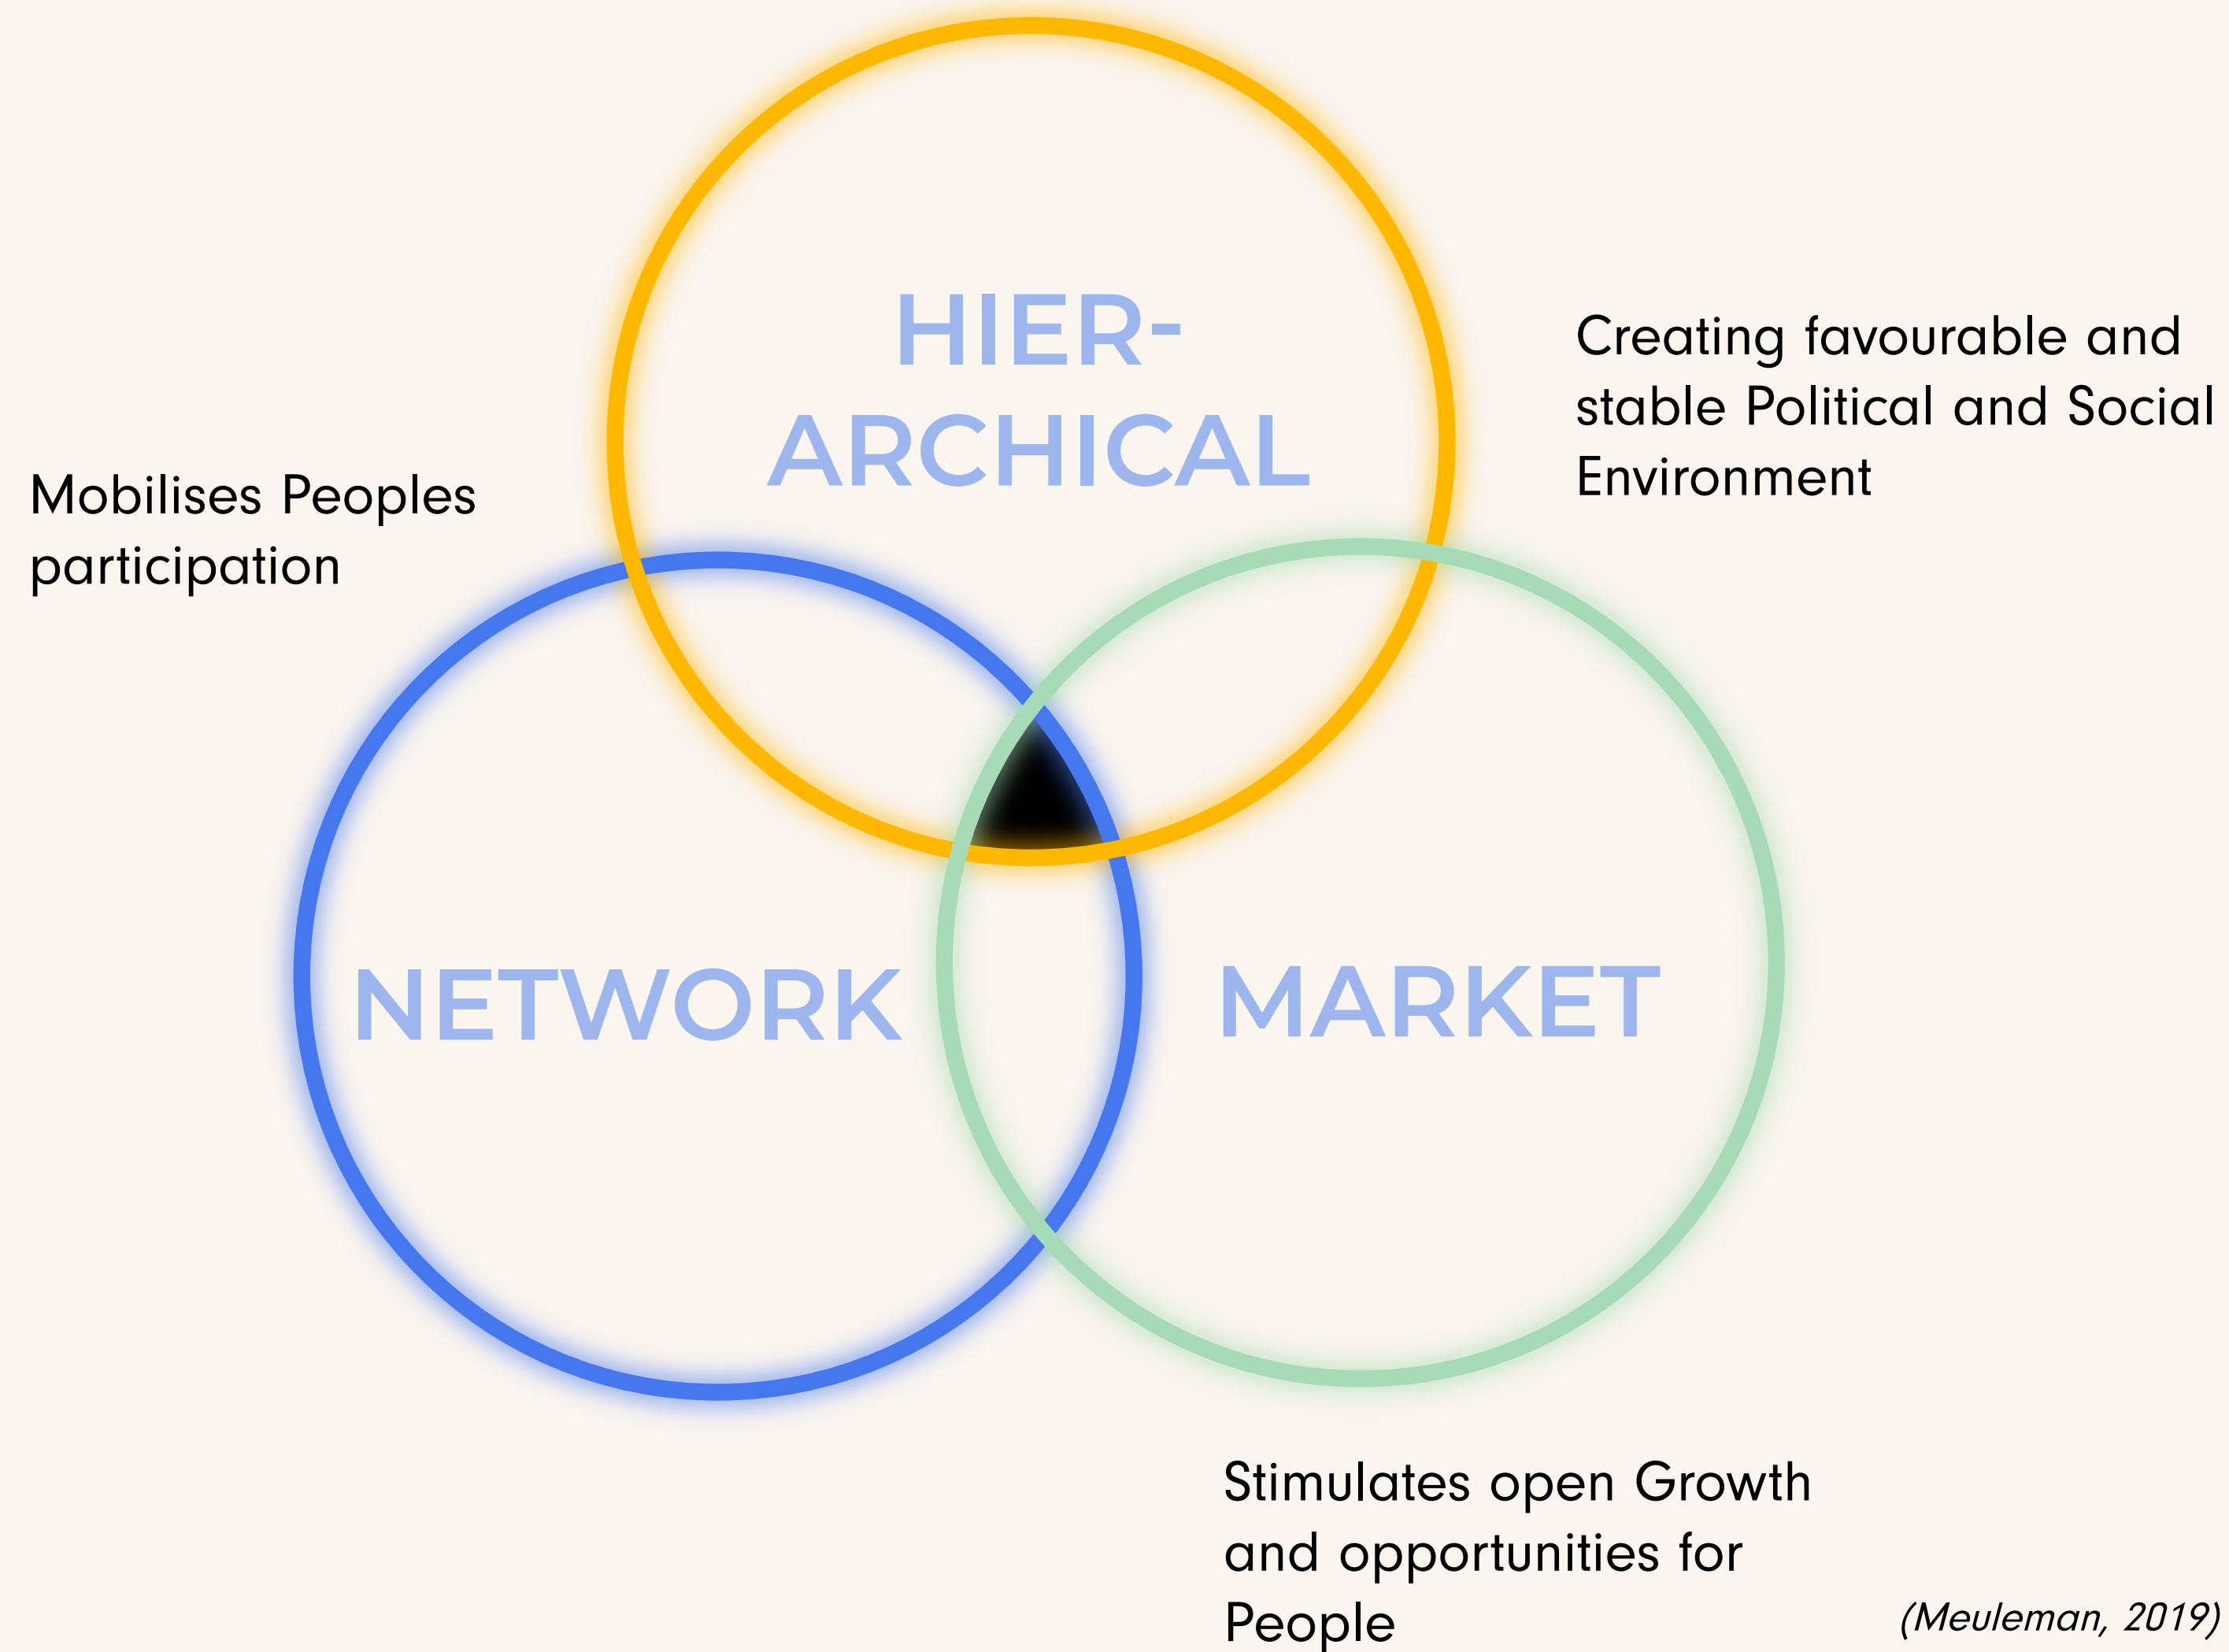 HIER-
ARCHICAL
Creating favourable and
stable Political and Social
Environment
Mobilises Peoples
participation
NETWORK
MARKET
Stimulates open Growth
and opportunities for
People
(Meuleman, 2019)